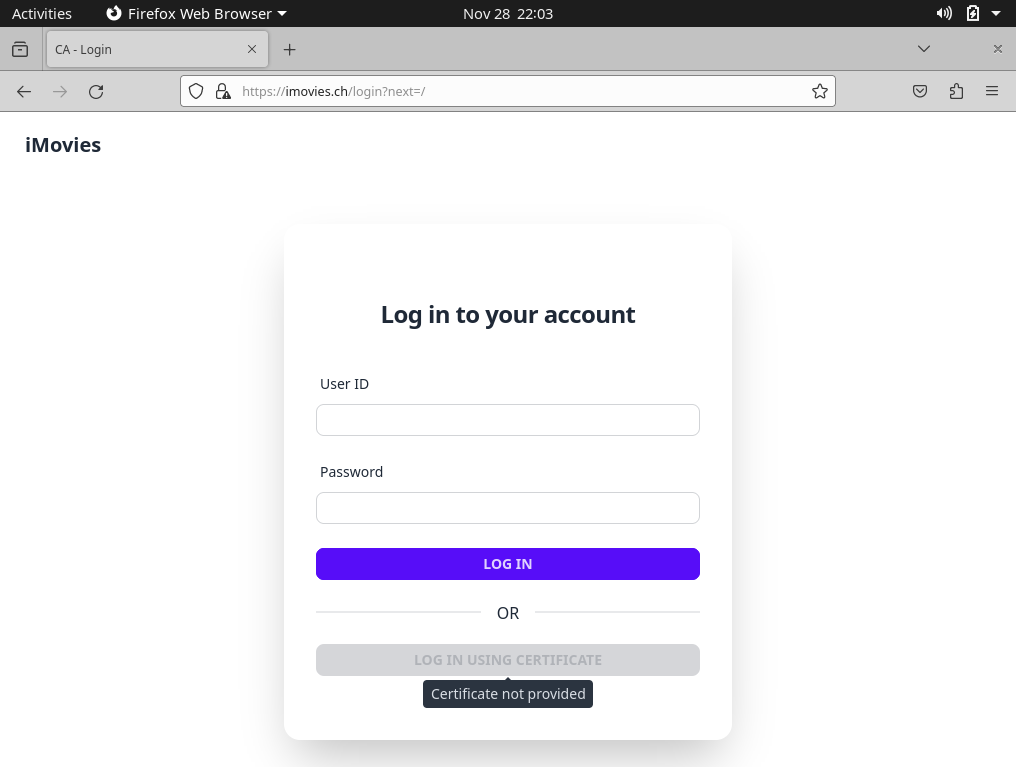 Activities Firefox Web Browser Nov 28 22:03
CA - Login
https://imovies.ch/login?next=/
iMovies
Log in to your account
User ID
Password
LOG IN
OR
LOG IN USING CERTIFICATE
Certificate not provided